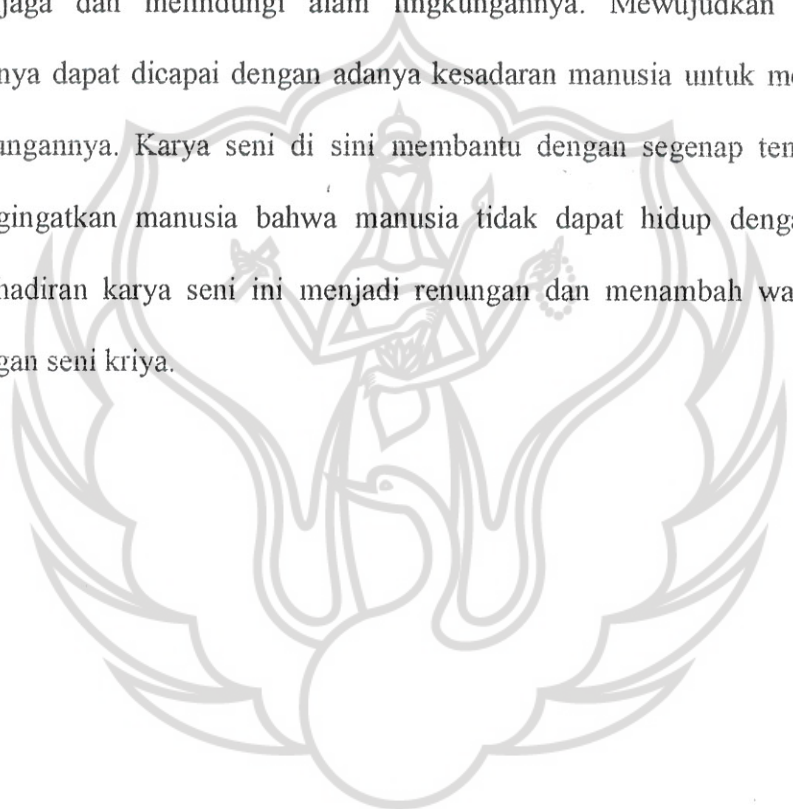 jaga dan melindungi alam lingkungannya. Mewujudkan
nya dapat dicapai dengan adanya kesadaran manusia untuk me
ungannya. Karya seni di sini membantu dengan segenap ten
gingatkan manusia bahwa manusia tidak dapat hidup denga
hadiran karya seni ini menjadi renungan dan menambah wa
gan seni kriya.